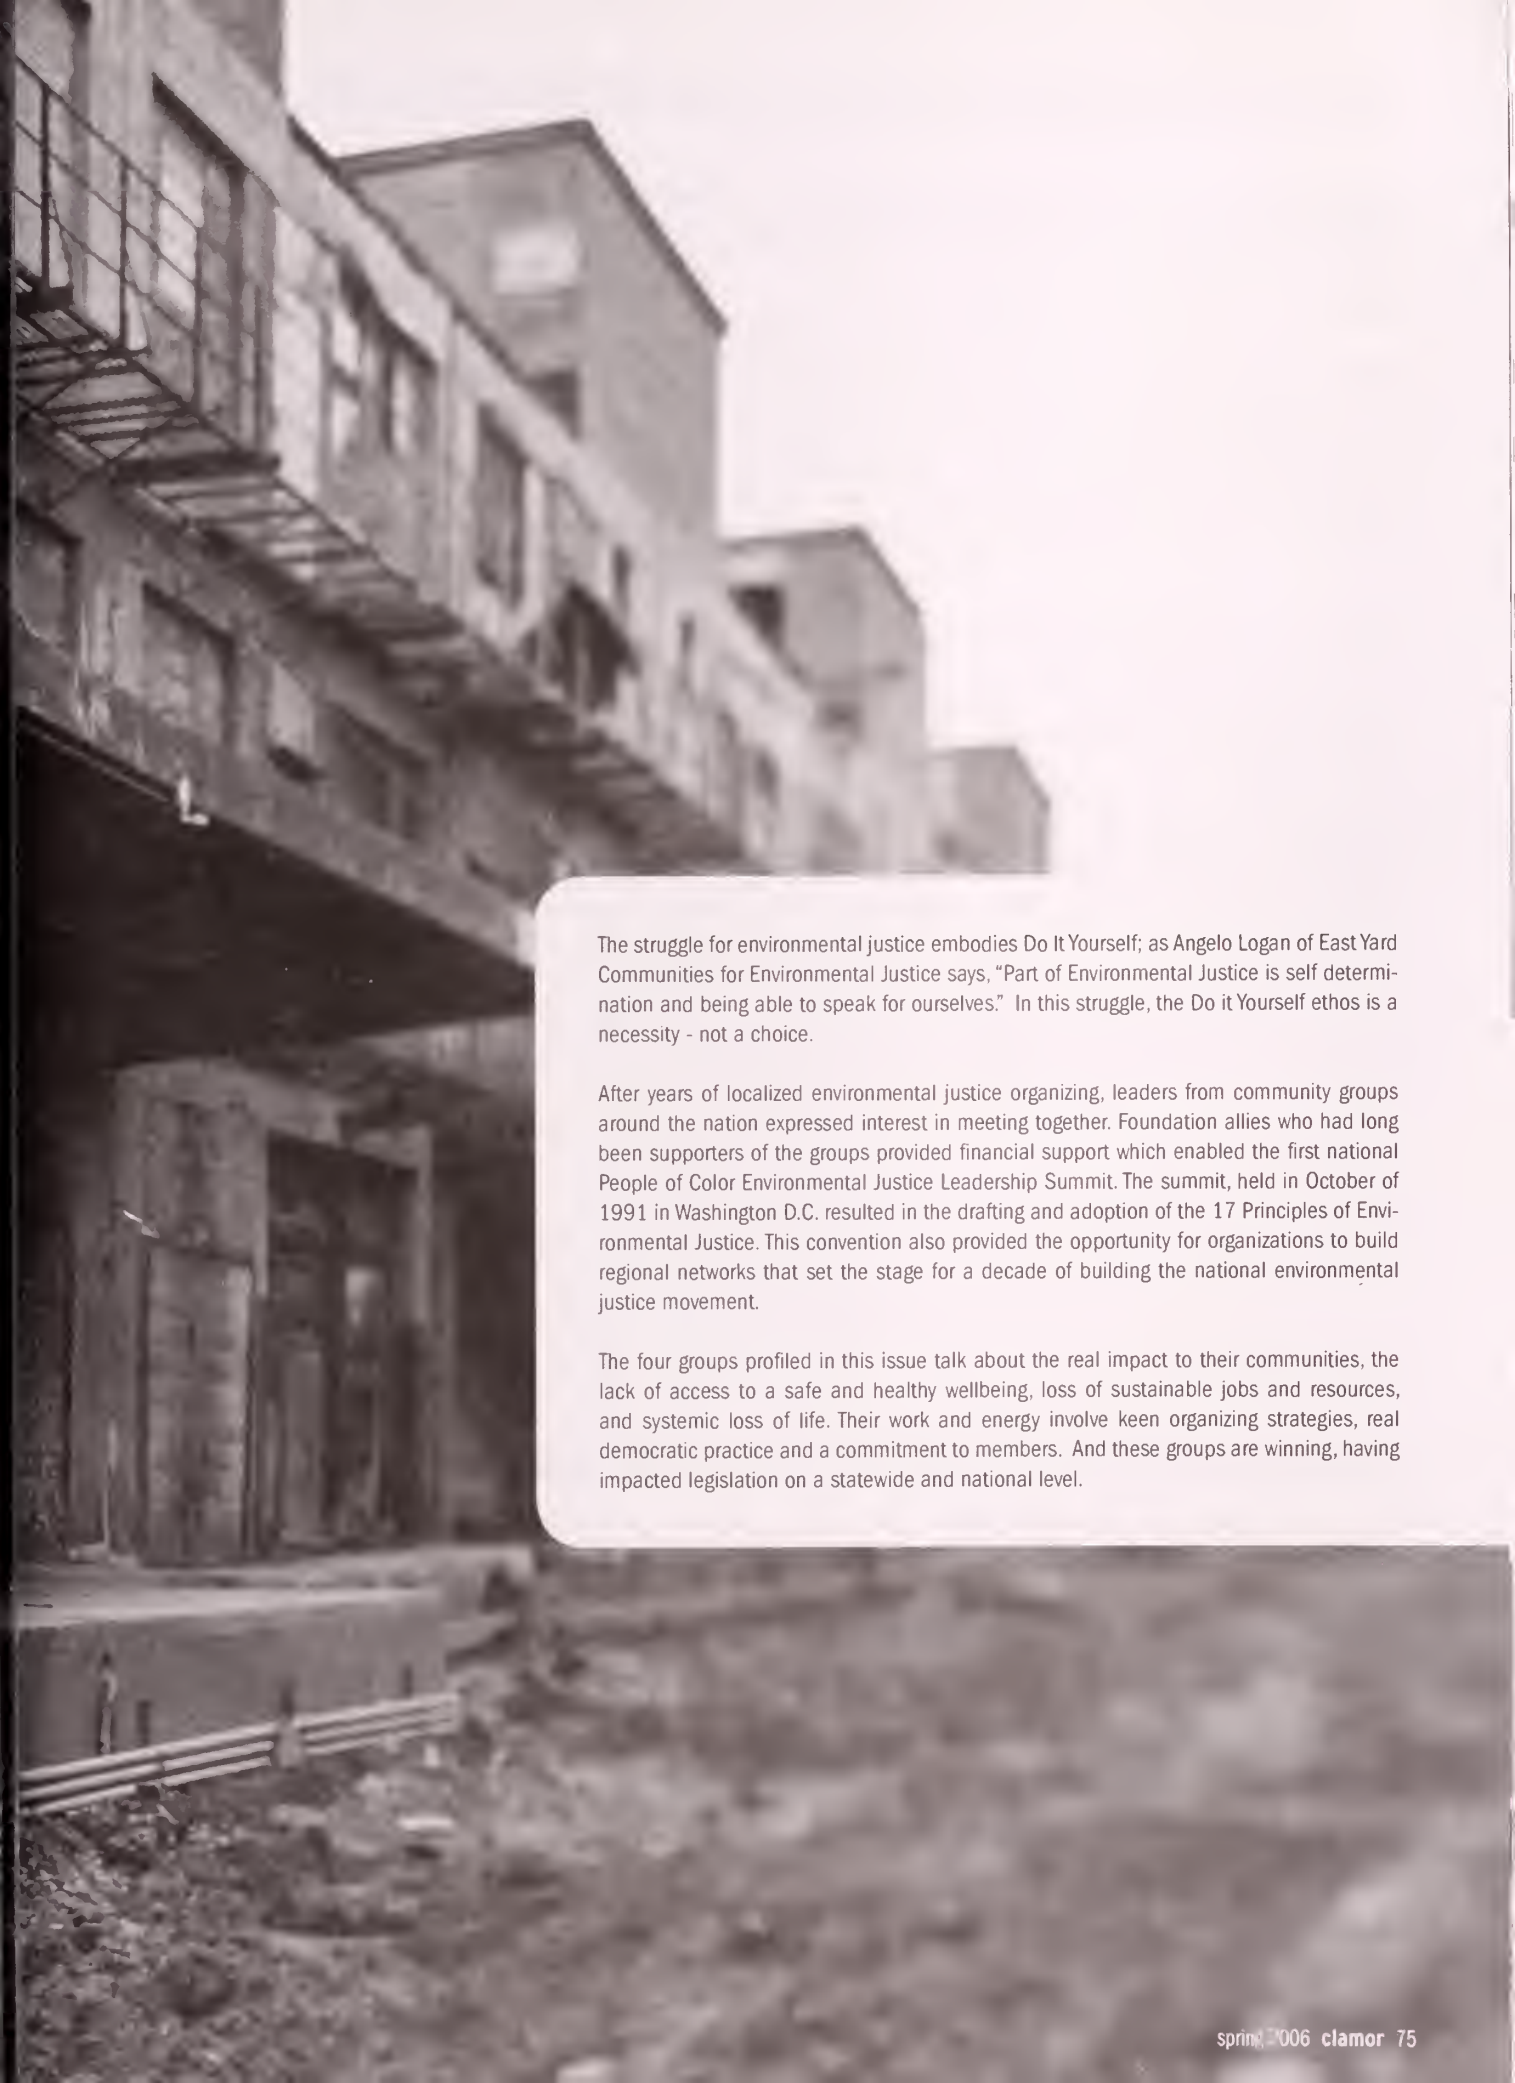 The struggle for environmental justice embodies Do It Yourself; as Angelo Logan of East Yard
Communities for Environmental Justice says, “Part of Environmental Justice is self determi-
nation and being able to speak for ourselves.” In this struggle, the Do it Yourself ethos is a
necessity - not a choice.
After years of localized environmental justice organizing, leaders from community groups
around the nation expressed interest in meeting together. Foundation allies who had long
been supporters of the groups provided financial support which enabled the first national
People of Color Environmental Justice Leadership Summit. The summit, held in October of
1991 in Washington D.C. resulted in the drafting and adoption of the 17 Principles of Envi-
ronmental Justice. This convention also provided the opportunity for organizations to build
regional networks that set the stage for a decade of building the national environmental
justice movement.
The four groups profiled in this issue talk about the real impact to their communities, the
lack of access to a safe and healthy wellbeing, loss of sustainable jobs and resources,
and systemic loss of life. Their work and energy involve keen organizing strategies, real
democratic practice and a commitment to members. And these groups are winning, having
impacted legislation on a statewide and national level.
spring 2006 clamor 75